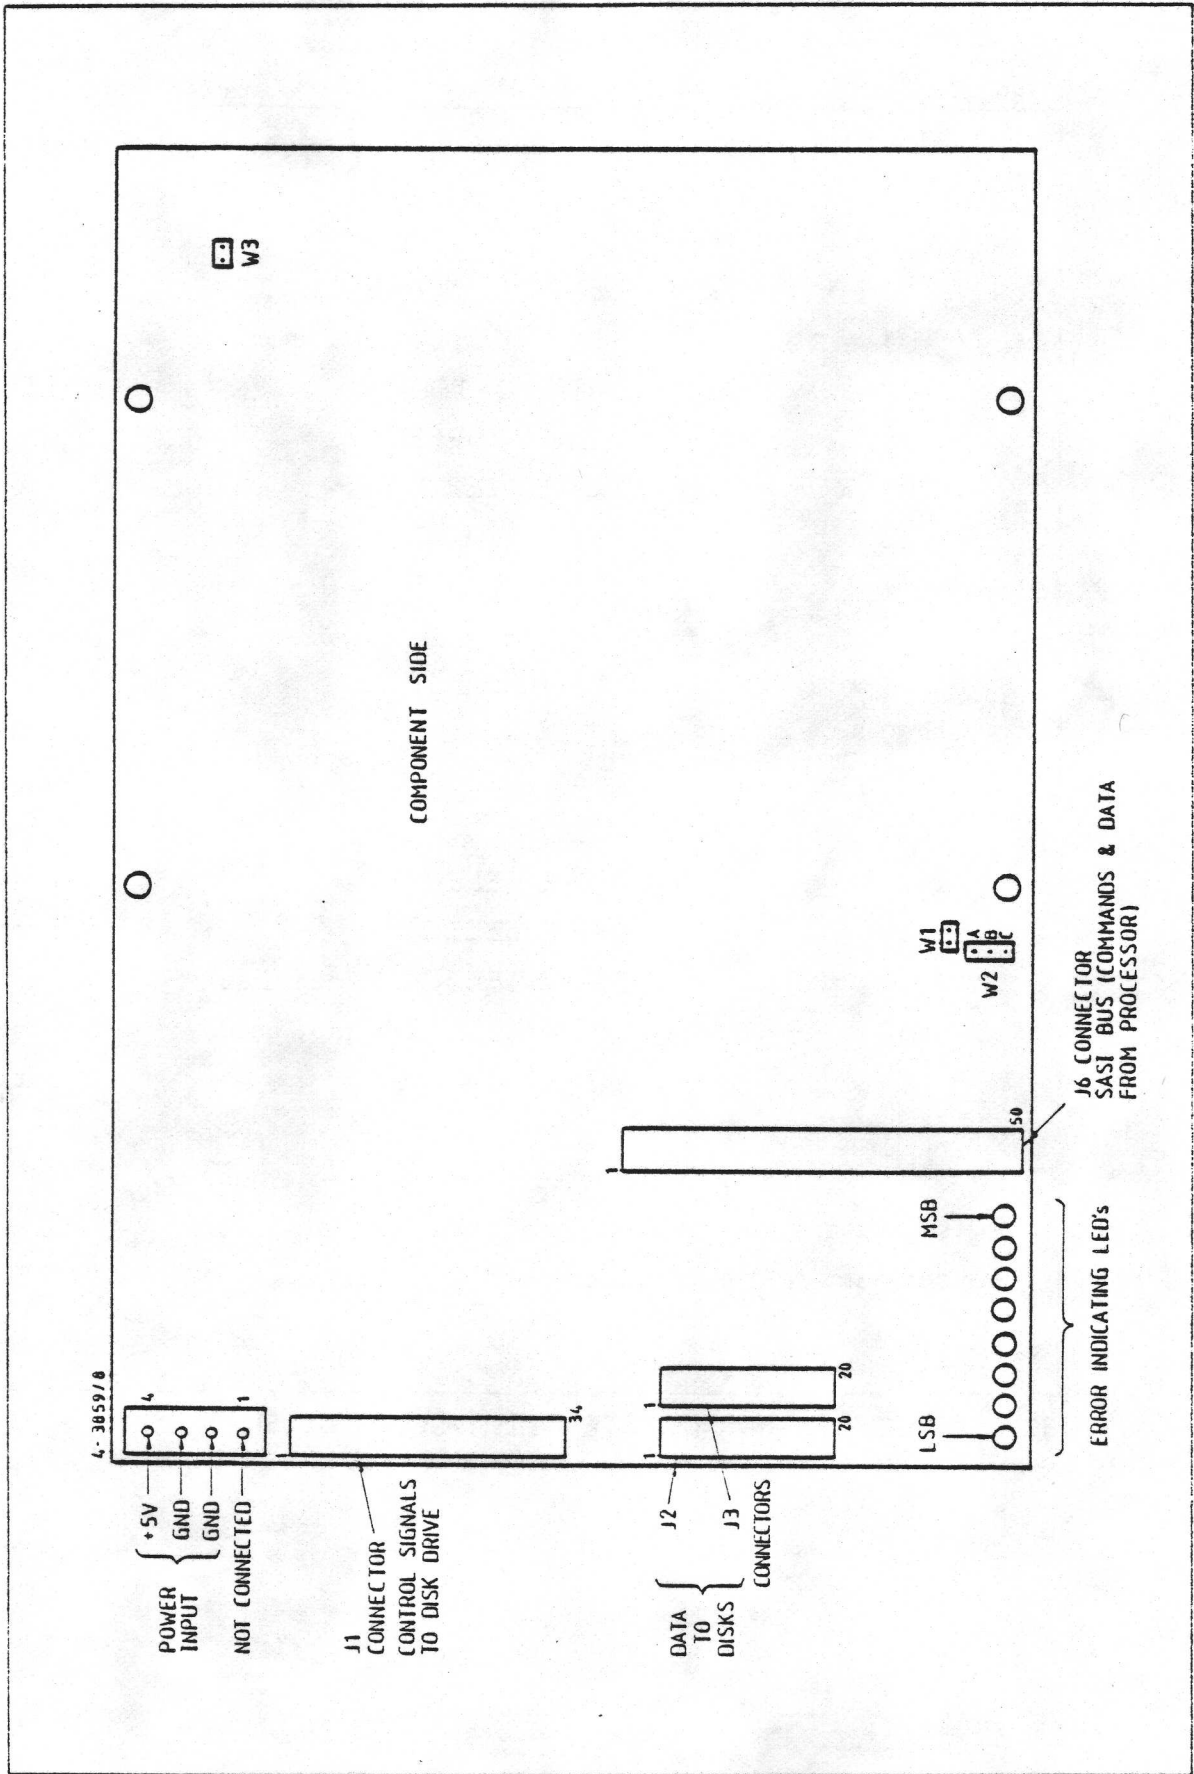 4-3859/8
POWER
INPUT
+5V
GND
GND
NOT CONNECTED
4
1
J1
CONNECTOR
CONTROL SIGNALS
TO DISK DRIVE
1
34
DATA
TO
DISKS
J2
J3
CONNECTORS
1
20
1
20
LSB
MSB
ERROR INDICATING LED's
1
50
J6 CONNECTOR
SASI BUS (COMMANDS & DATA
FROM PROCESSOR)
W1
W2
A
B
C
COMPONENT SIDE
W3